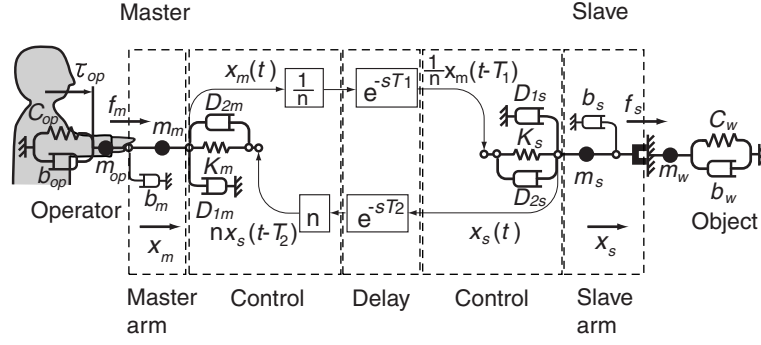 Master
Slave
τop
fm
xm(t)
1/n
e-sT1
1/n xm(t-T1)
D1s
bs
fs
Cop
mm
D2m
Ks
Cw
mop
Km
ms
mw
bop
bm
D1m
D2s
bw
Operator
nxs(t-T2)
n
e-sT2
xs(t)
Object
xm
xs
Master arm
Control
Delay
Control
Slave arm